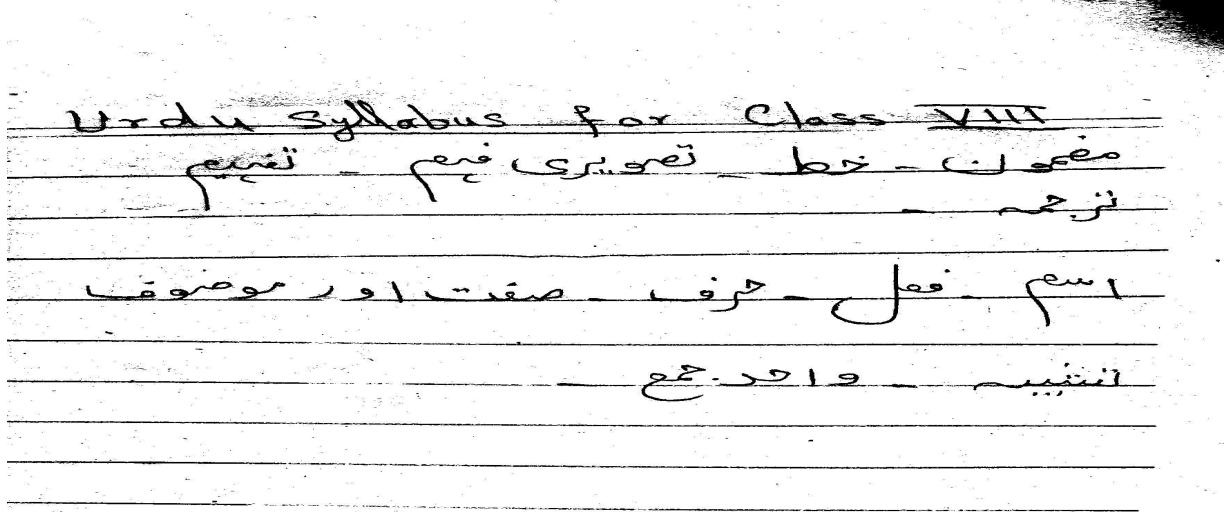 Urdu Syllabus for Class VIII
مضمون - خط - تصویری فہم - تفہیم
ترجمہ -
اسم - فعل - حرف - صفت اور موصوف
واحد. جمع -